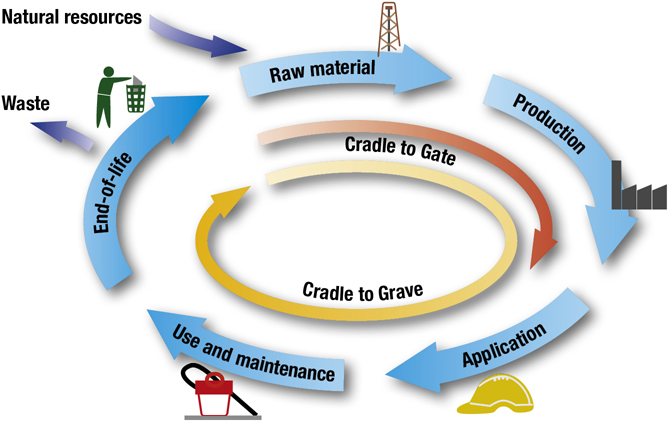 Natural resources
Raw material
Waste
Production
Cradle to Gate
End-of-life
Cradle to Grave
Use and maintenance
Application